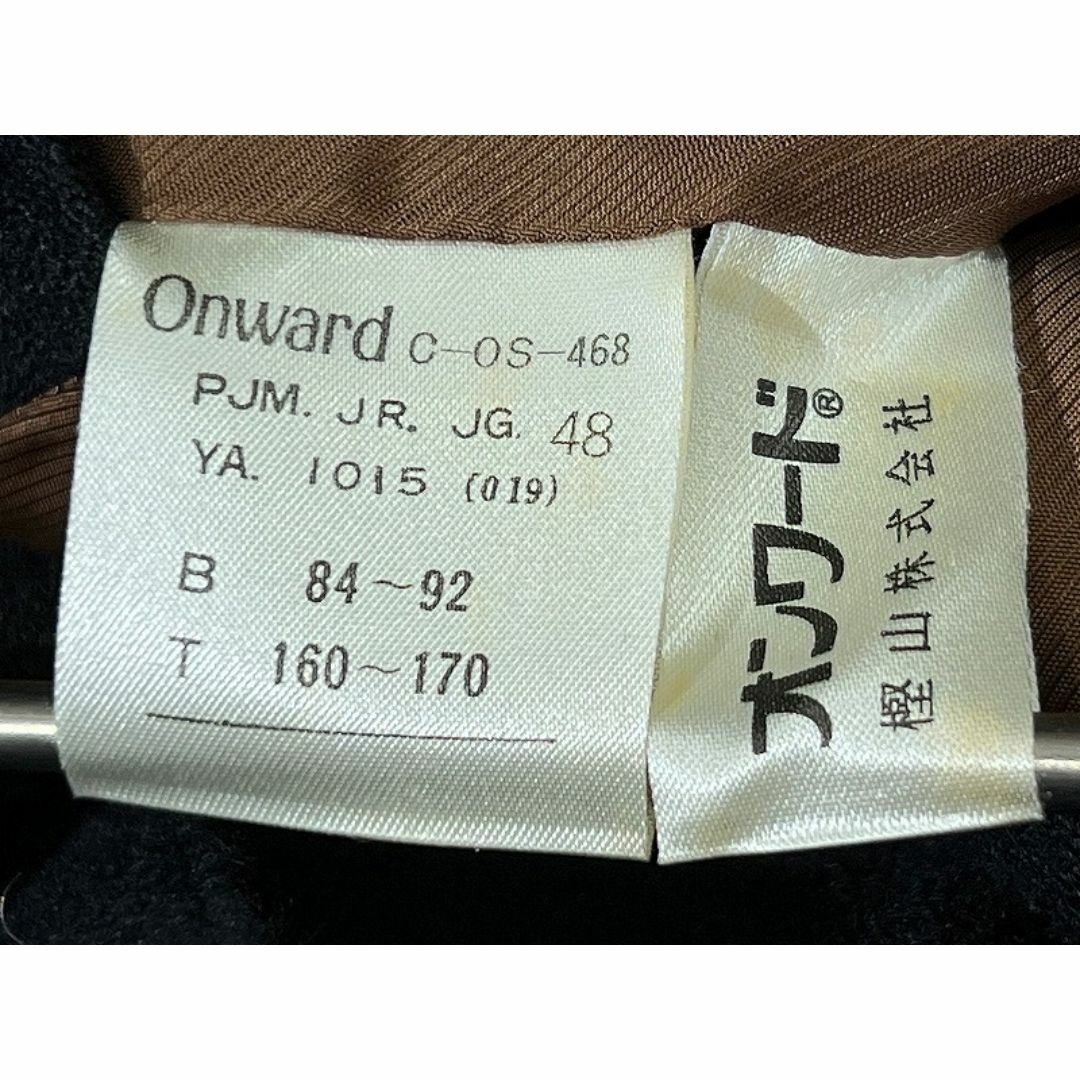 Onward C-OS-468
PJM. JR. JG. 48
YA. 1015 (019)
B 84~92
T 160~170
オンワード®
樫山株式会社